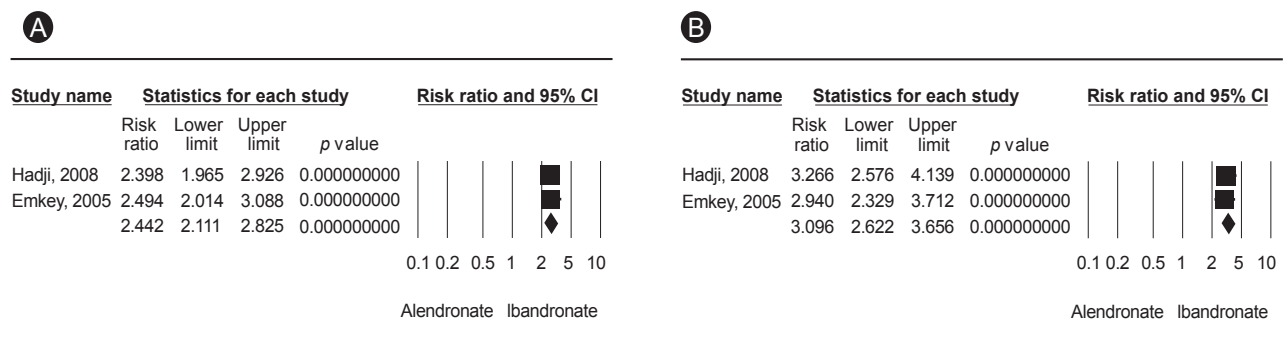 A
Study name Statistics for each study Risk ratio and 95% CI
Risk ratio Lower limit Upper limit p value
Hadji, 2008 2.398 1.965 2.926 0.000000000
Emkey, 2005 2.494 2.014 3.088 0.000000000
2.442 2.111 2.825 0.000000000
0.1 0.2 0.5 1 2 5 10
Alendronate Ibandronate
B
Study name Statistics for each study Risk ratio and 95% CI
Risk ratio Lower limit Upper limit p value
Hadji, 2008 3.266 2.576 4.139 0.000000000
Emkey, 2005 2.940 2.329 3.712 0.000000000
3.096 2.622 3.656 0.000000000
0.1 0.2 0.5 1 2 5 10
Alendronate Ibandronate